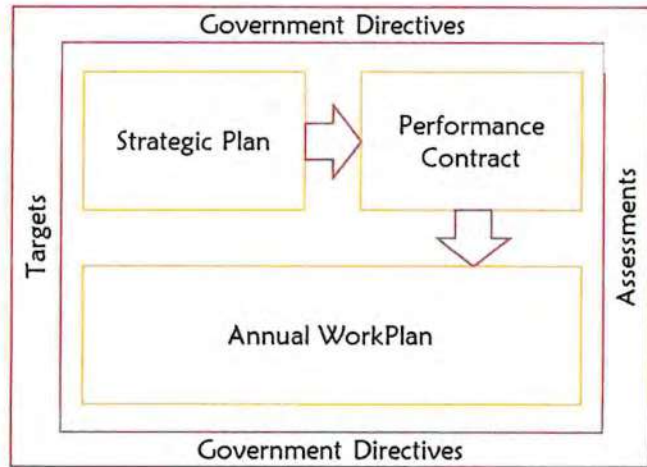 Government Directives
Strategic Plan
Performance
Contract
Targets
Assessments
Annual WorkPlan
Government Directives